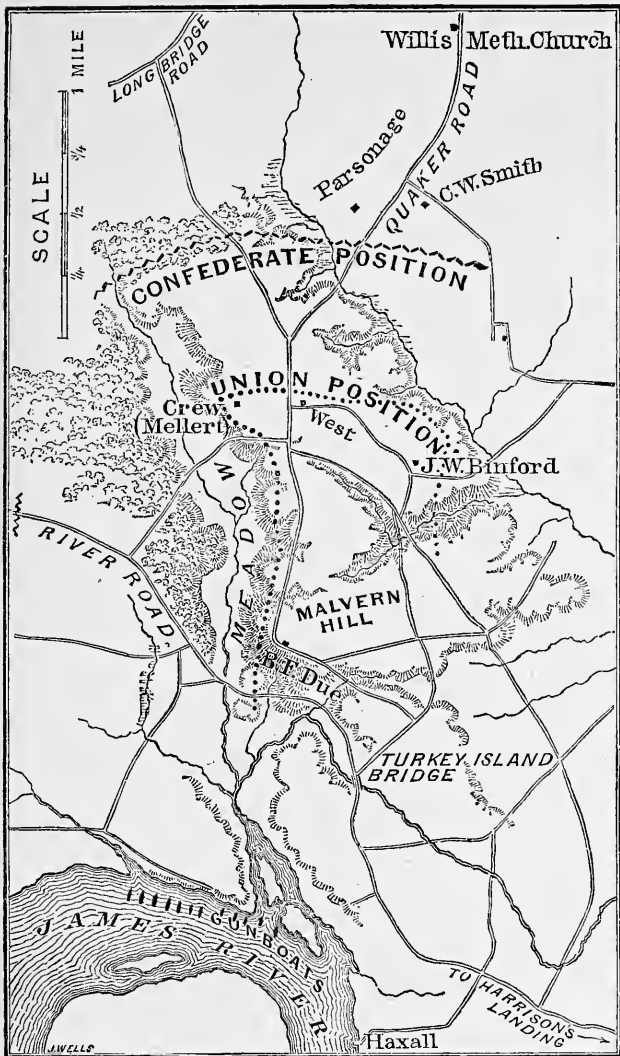 Willis Meth. Church
LONG BRIDGE
ROAD
1 MILE
3/4
1/2
1/4
SCALE
Parsonage
QUAKER ROAD
C.W. Smith
CONFEDERATE POSITION
UNION POSITION
Crew
(Mellert)
West
J.W. Binford
MEADOW
RIVER ROAD
MALVERN
HILL
B.F. Due
TURKEY ISLAND
BRIDGE
GUNBOATS
JAMES RIVER
TO HARRISON'S
LANDING
Haxall
J.WELLS